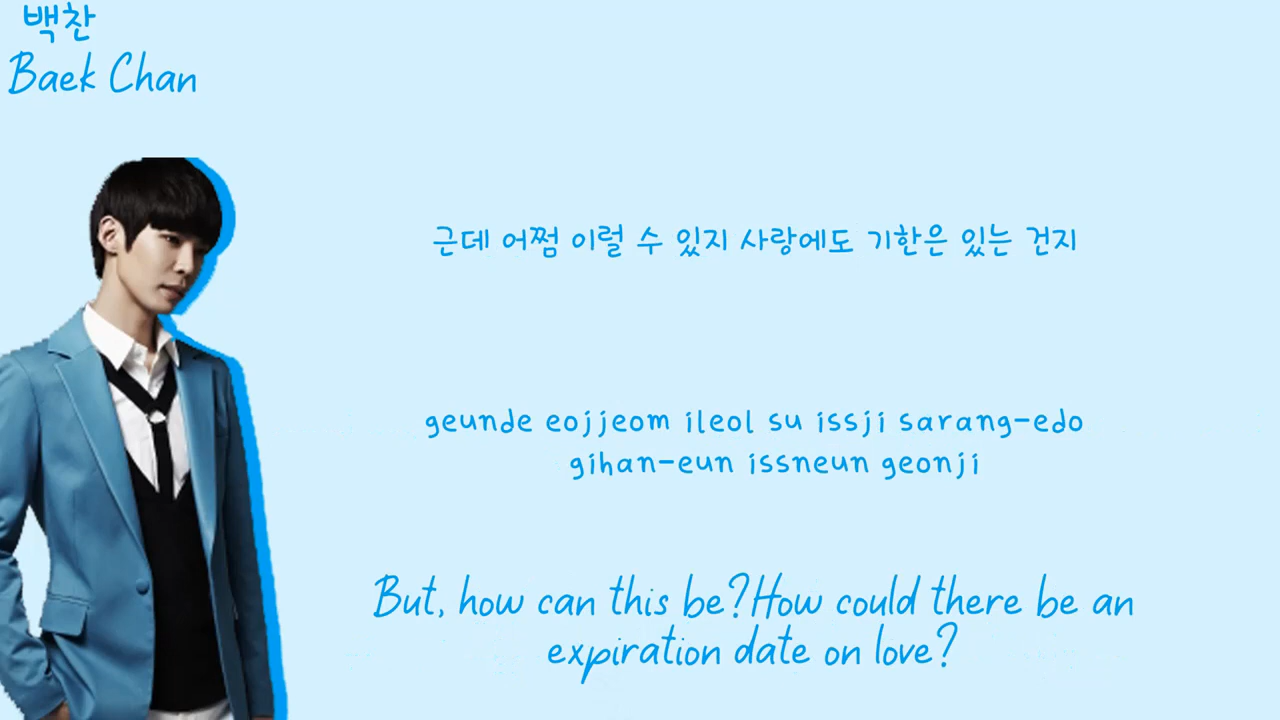 백찬
Baek Chan
근데 어쩜 이럴 수 있지 사랑에도 기한은 있는 건지
geunde eojjeom ileol su issji sarang-edo
gihan-eun issneun geonji
But, how can this be?How could there be an
expiration date on love?